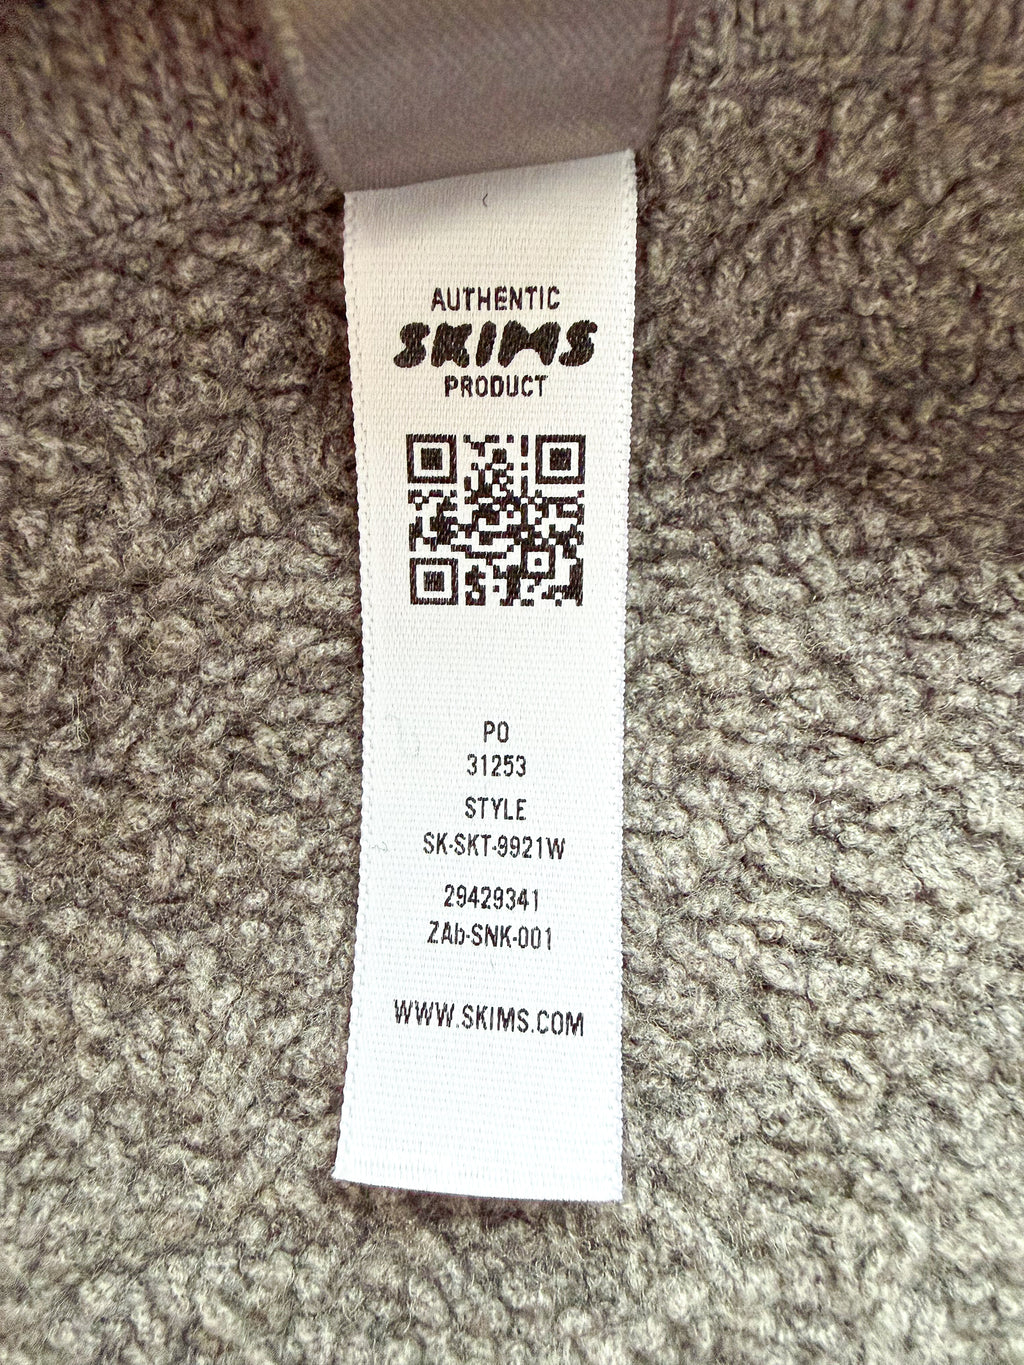 AUTHENTIC
SKIMS
PRODUCT
PO
31253
STYLE
SK-SKT-9921W
29429341
ZAb-SNK-001
WWW.SKIMS.COM